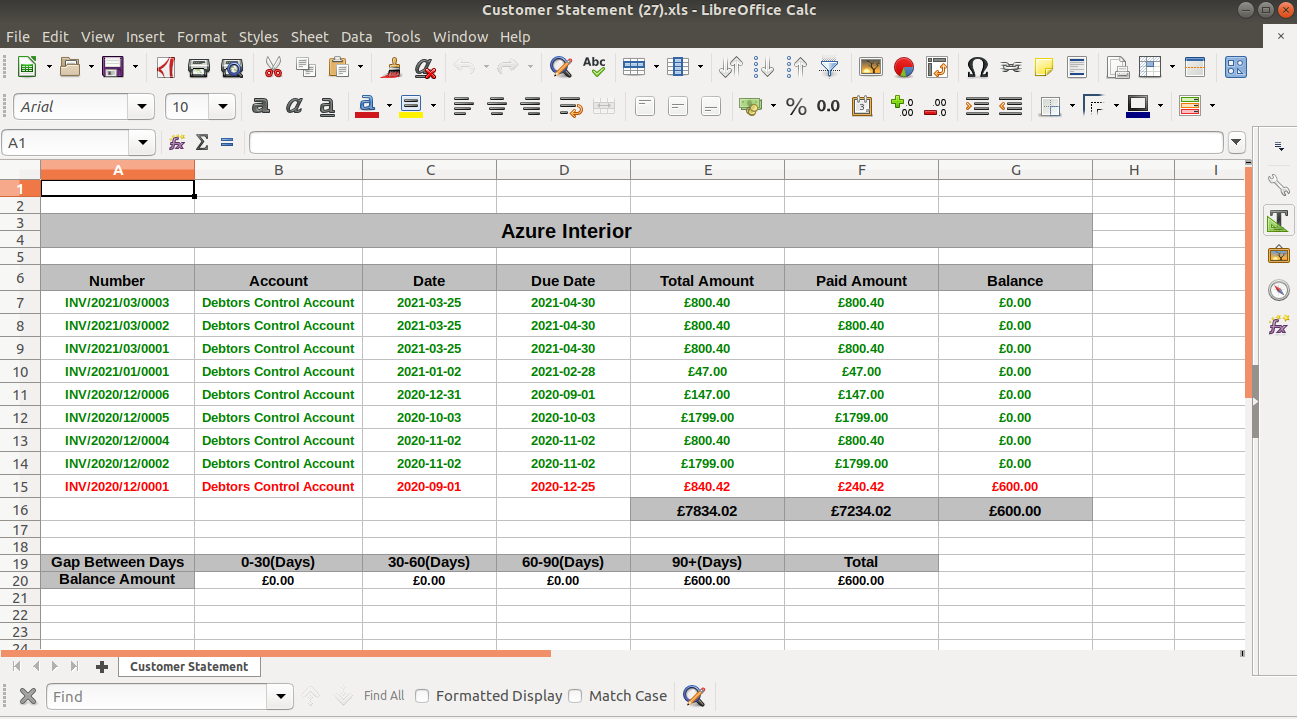 Customer Statement (27).xls - LibreOffice Calc
File Edit View Insert Format Styles Sheet Data Tools Window Help
Abc
Arial 10 a a a a % 0.0 .00 .00
A1 fx Σ =
A B C D E F G H I
1
2
3 Azure Interior
4
5
6 Number Account Date Due Date Total Amount Paid Amount Balance
7 INV/2021/03/0003 Debtors Control Account 2021-03-25 2021-04-30 £800.40 £800.40 £0.00
8 INV/2021/03/0002 Debtors Control Account 2021-03-25 2021-04-30 £800.40 £800.40 £0.00
9 INV/2021/03/0001 Debtors Control Account 2021-03-25 2021-04-30 £800.40 £800.40 £0.00
10 INV/2021/01/0001 Debtors Control Account 2021-01-02 2021-02-28 £47.00 £47.00 £0.00
11 INV/2020/12/0006 Debtors Control Account 2020-12-31 2020-09-01 £147.00 £147.00 £0.00
12 INV/2020/12/0005 Debtors Control Account 2020-10-03 2020-10-03 £1799.00 £1799.00 £0.00
13 INV/2020/12/0004 Debtors Control Account 2020-11-02 2020-11-02 £800.40 £800.40 £0.00
14 INV/2020/12/0002 Debtors Control Account 2020-11-02 2020-11-02 £1799.00 £1799.00 £0.00
15 INV/2020/12/0001 Debtors Control Account 2020-09-01 2020-12-25 £840.42 £240.42 £600.00
16 £7834.02 £7234.02 £600.00
17
18
19 Gap Between Days 0-30(Days) 30-60(Days) 60-90(Days) 90+(Days) Total
20 Balance Amount £0.00 £0.00 £0.00 £600.00 £600.00
21
22
23
24
Customer Statement
Find Find All Formatted Display Match Case